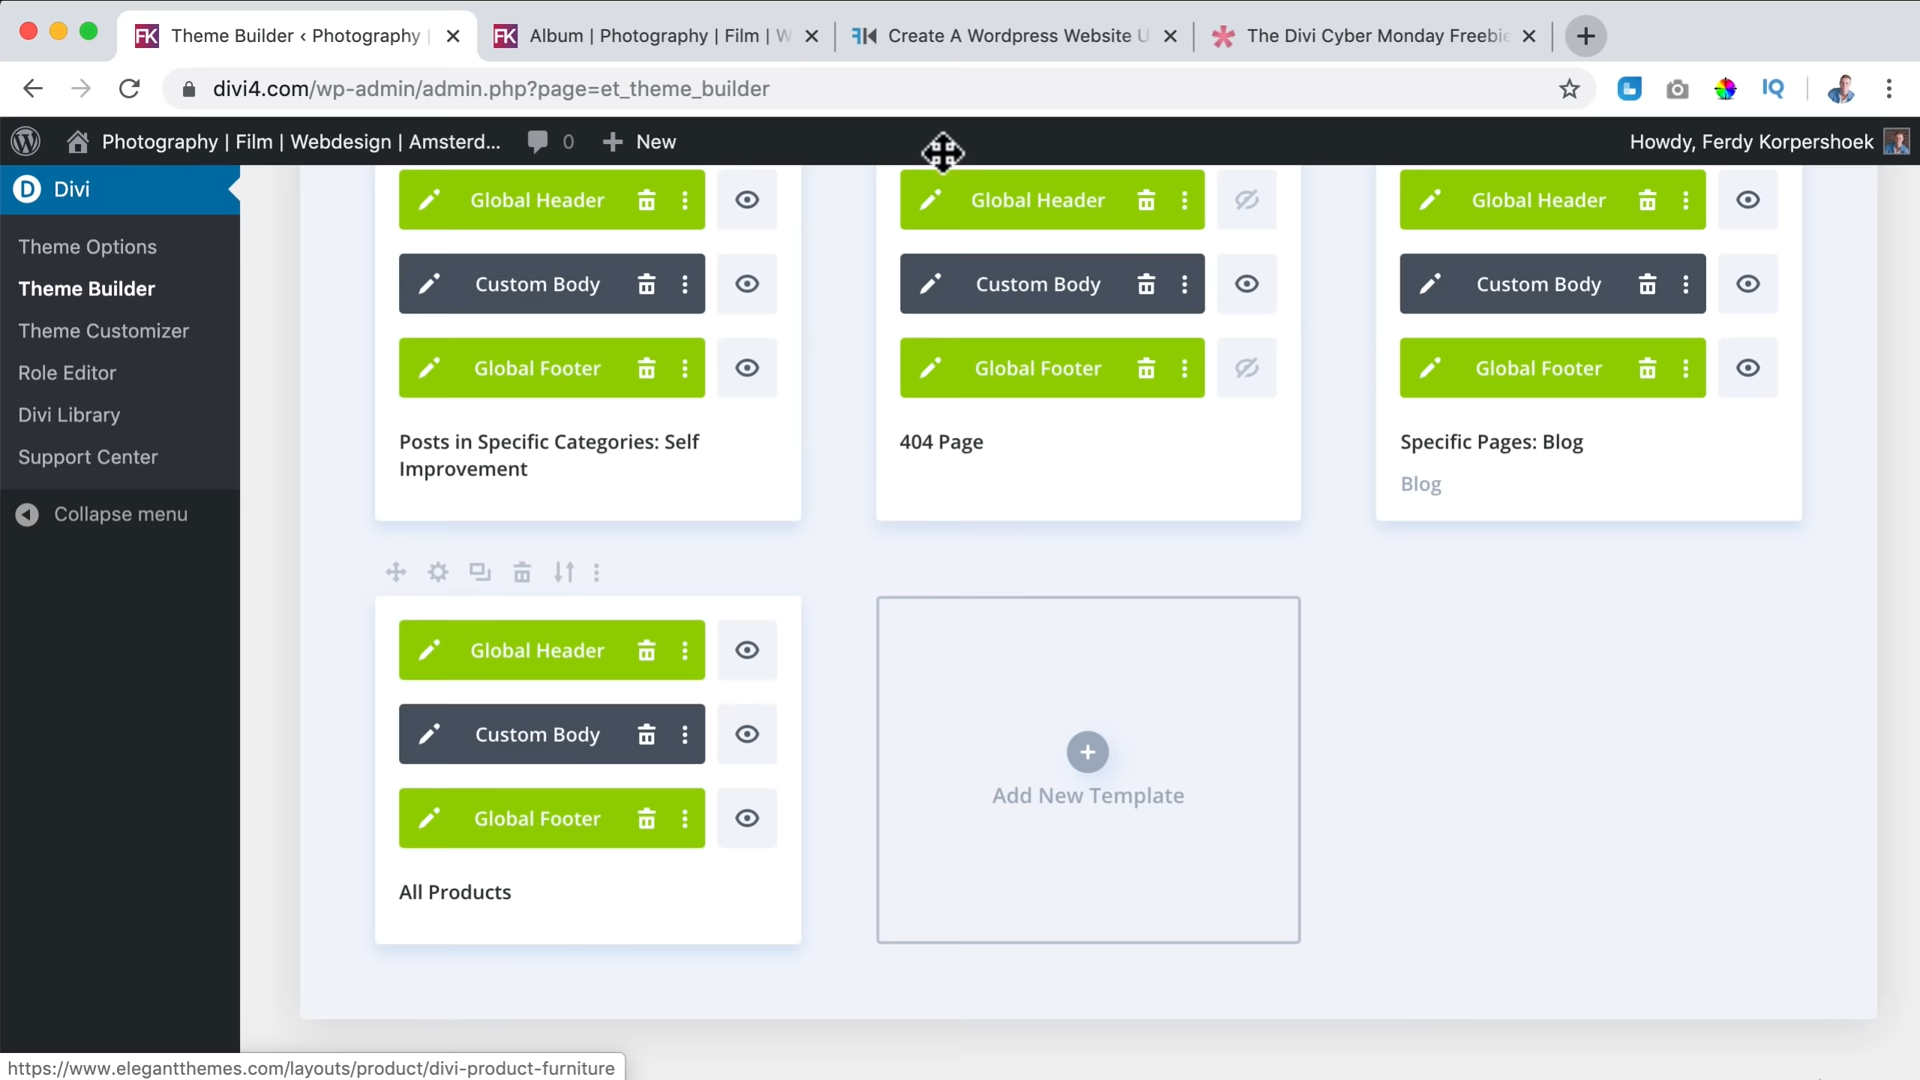 FK Theme Builder ‹ Photography |
FK Album | Photography | Film | W
Create A Wordpress Website U
The Divi Cyber Monday Freebie
divi4.com/wp-admin/admin.php?page=et_theme_builder
IQ
Photography | Film | Webdesign | Amsterd... 0 New
Howdy, Ferdy Korpershoek
D Divi
Theme Options
Theme Builder
Theme Customizer
Role Editor
Divi Library
Support Center
Collapse menu
Global Header
Custom Body
Global Footer
Posts in Specific Categories: Self
Improvement
Global Header
Custom Body
Global Footer
404 Page
Global Header
Custom Body
Global Footer
Specific Pages: Blog
Blog
Global Header
Custom Body
Global Footer
All Products
Add New Template
https://www.elegantthemes.com/layouts/product/divi-product-furniture